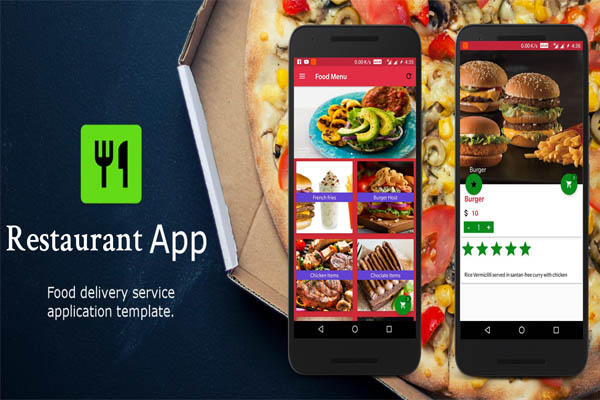 Restaurant App
Food delivery service
application template.
0.00 K/s 4:35
Food Menu
French fries
Burger Host
Chicken Items
Choclate Items
0.00 K/s 4:36
Burger
Burger
$ 10
- 1 +
Rice Vermicilli served in santan-free curry with chicken